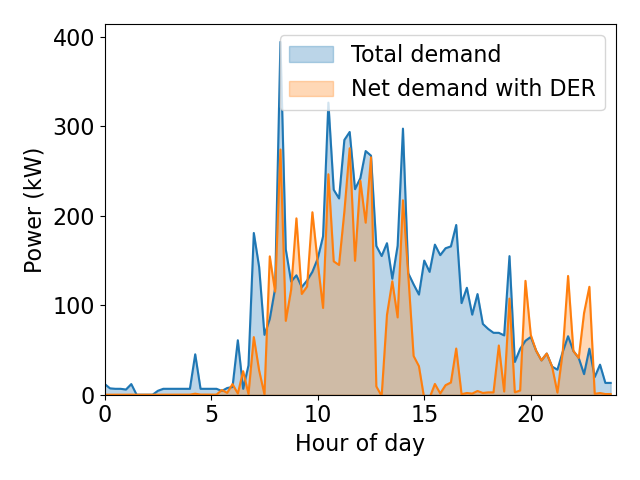 400
300
200
100
0
Power (kW)
Total demand
Net demand with DER
0 5 10 15 20
Hour of day